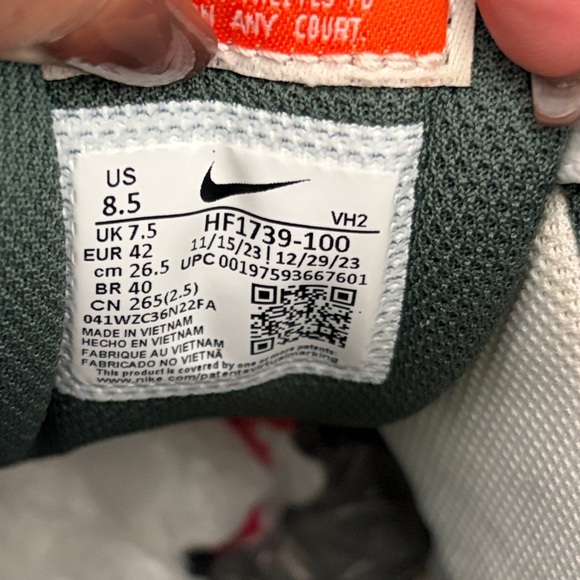 ANY COURT.
US
8.5
VH2
UK 7.5
HF1739-100
EUR 42
11/15/23 ! 12/29/23
cm 26.5
UPC 00197593667601
BR 40
CN 265(2.5)
041WZC36N22FA
MADE IN VIETNAM
HECHO EN VIETNAM
FABRIQUE AU VIETNAM
FABRICADO NO VIETNÃ
This product is covered by one or more patents
www.nike.com/patents